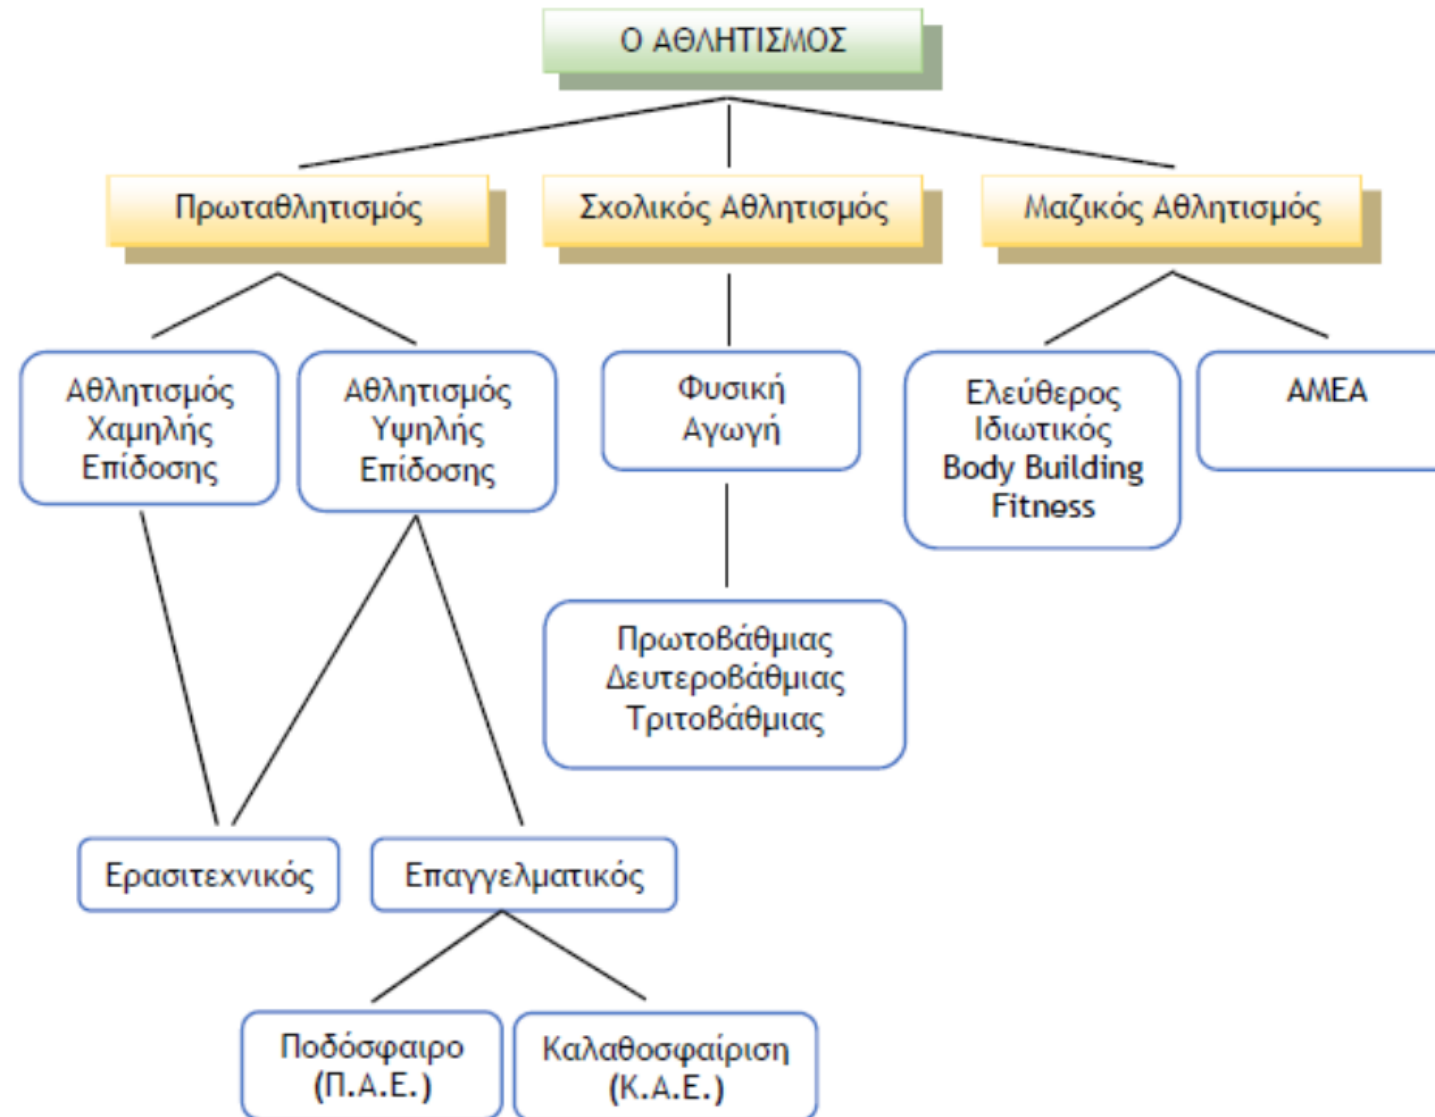 Ο ΑΘΛΗΤΙΣΜΟΣ
Πρωταθλητισμός
Σχολικός Αθλητισμός
Μαζικός Αθλητισμός
Αθλητισμός
Χαμηλής
Επίδοσης
Αθλητισμός
Υψηλής
Επίδοσης
Φυσική
Αγωγή
Ελεύθερος
Ιδιωτικός
Body Building
Fitness
ΑΜΕΑ
Πρωτοβάθμιας
Δευτεροβάθμιας
Τριτοβάθμιας
Ερασιτεχνικός
Επαγγελματικός
Ποδόσφαιρο
(Π.Α.Ε.)
Καλαθοσφαίριση
(Κ.Α.Ε.)